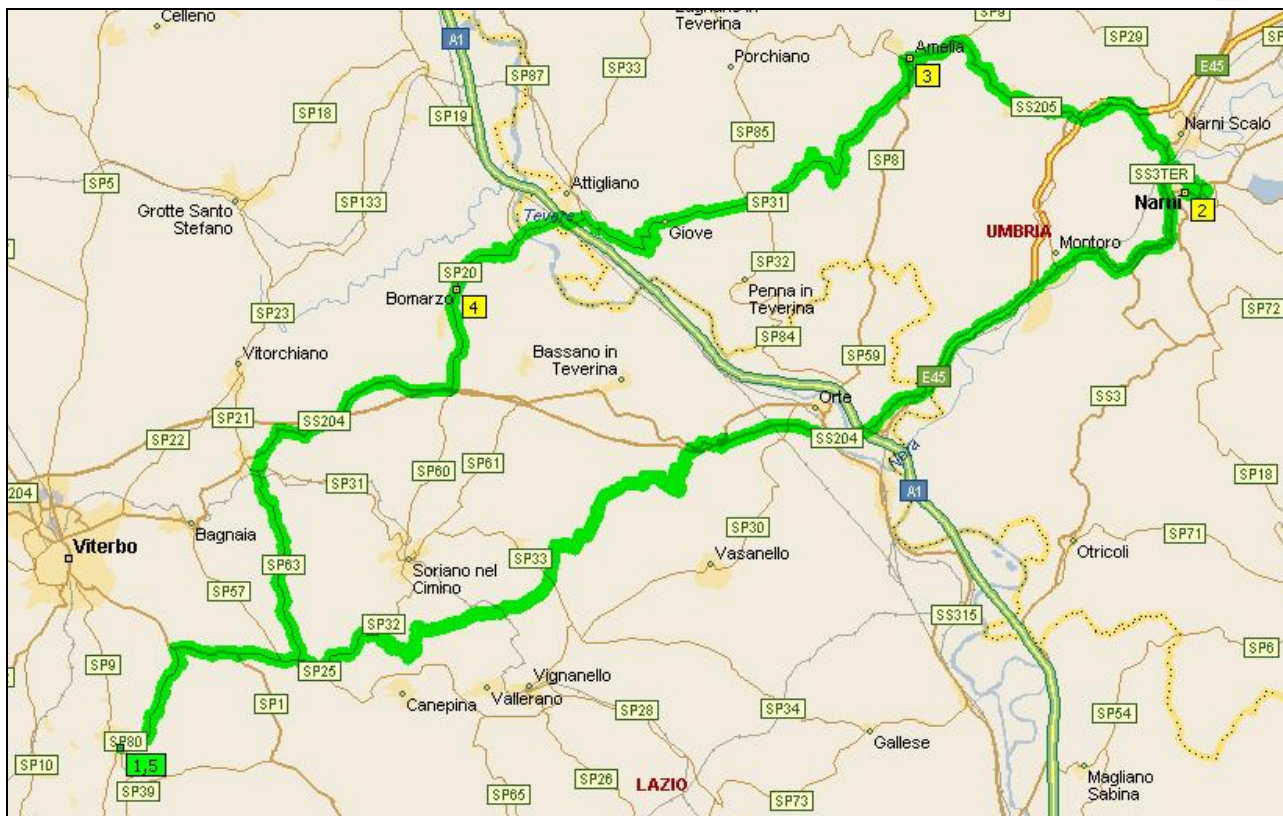 Celleno
A1
Lugnano in
Teverina
SP9
SP29
Porchiano
Amelia
E45
SP87
SP33
3
SP18
SP19
SS205
Narni Scalo
SP85
SP8
SP5
Attigliano
SS3TER
Grotte Santo
Stefano
SP133
SP31
Narni
2
Tevere
Giove
UMBRIA
Montoro
SP20
SP32
Bomarzo
4
Penna in
Teverina
SP23
SP72
SP84
Vitorchiano
Bassano in
Teverina
SP59
E45
SS3
SP21
SS204
Orte
SP22
SS204
Nera
204
SP31
SP60
SP61
SP18
A1
Bagnaia
SP30
Otricoli
SP71
Viterbo
SP63
Soriano nel
Cimino
SP33
Vasanello
SP57
SS315
SP32
SP6
SP9
SP25
Vignanello
Canepina
Vallerano
SP1
SP28
SP34
SP54
SP80
Gallese
1,5
SP10
SP39
SP26
LAZIO
Magliano
Sabina
SP65
SP73